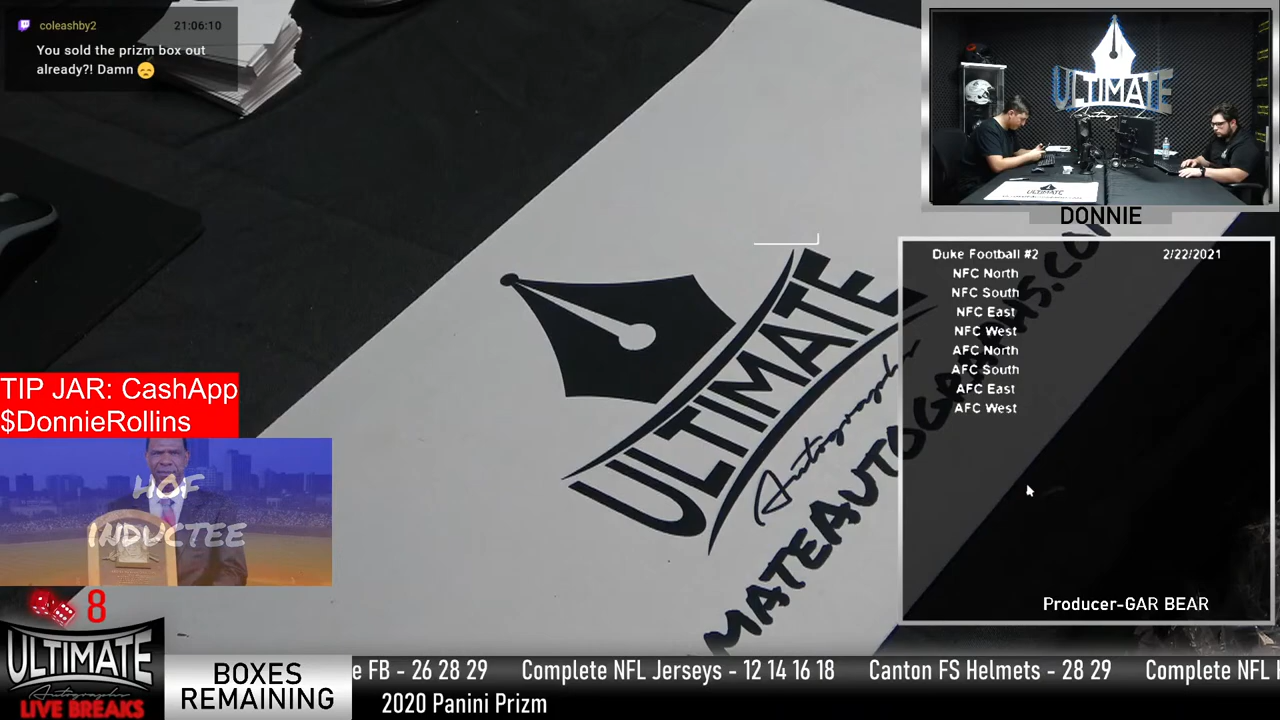 coleashby2 21:06:10
You sold the prizm box out
already?! Damn 😞
ULTIMATE
Autographs
DONNIE
Duke Football #2 2/22/2021
NFC North
NFC South
NFC East
NFC West
AFC North
AFC South
AFC East
AFC West
Producer-GAR BEAR
ULTIMATE
Autographs
TIP JAR: CashApp
$DonnieRollins
HOF
INDUCTEE
8
ULTIMATE
Autographs
LIVE BREAKS
BOXES
REMAINING
e FB - 26 28 29 Complete NFL Jerseys - 12 14 16 18 Canton FS Helmets - 28 29 Complete NFL
2020 Panini Prizm